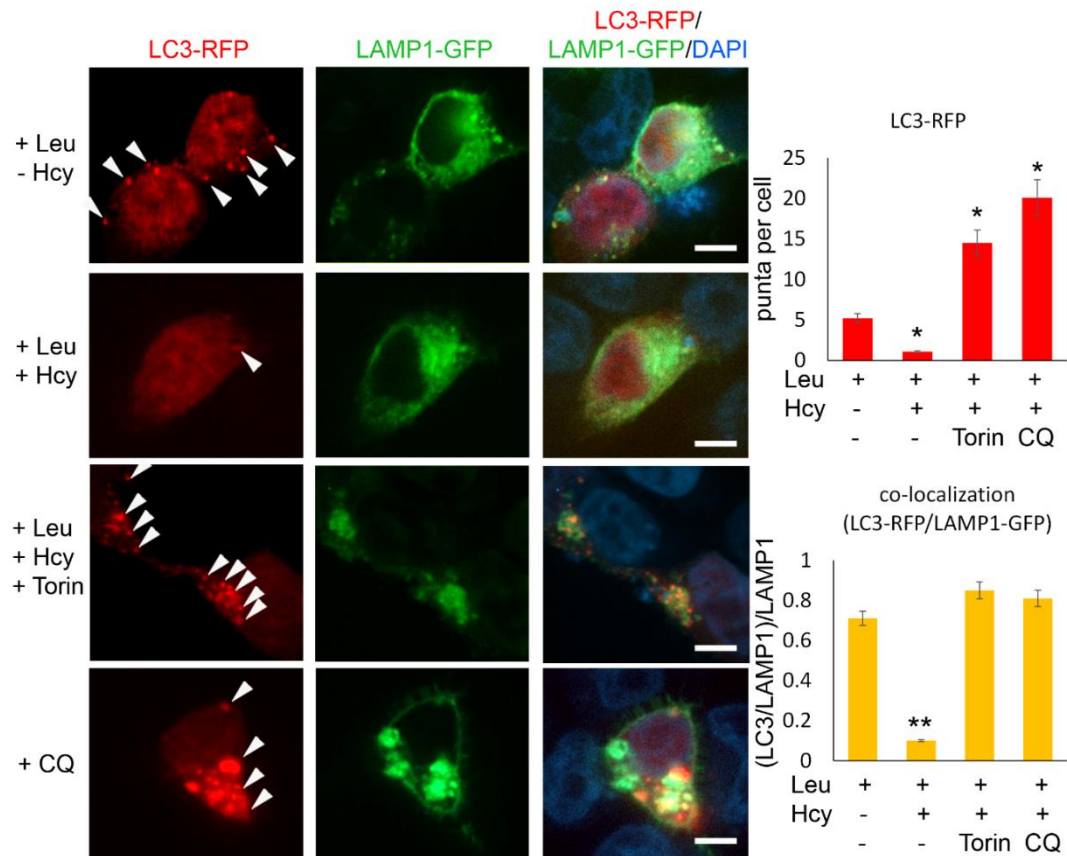 LC3-RFP
LAMP1-GFP
LC3-RFP/
LAMP1-GFP/DAPI
+ Leu
- Hcy
+ Leu
+ Hcy
+ Leu
+ Hcy
+ Torin
+ CQ
LC3-RFP
punta per cell
25
20
15
10
5
0
*
*
*
Leu + + + +
Hcy - + + +
- - Torin CQ
co-localization
(LC3-RFP/LAMP1-GFP)
(LC3/LAMP1)/LAMP1
1
0.8
0.6
0.4
0.2
0
**
Leu + + + +
Hcy - + + +
- - Torin CQ